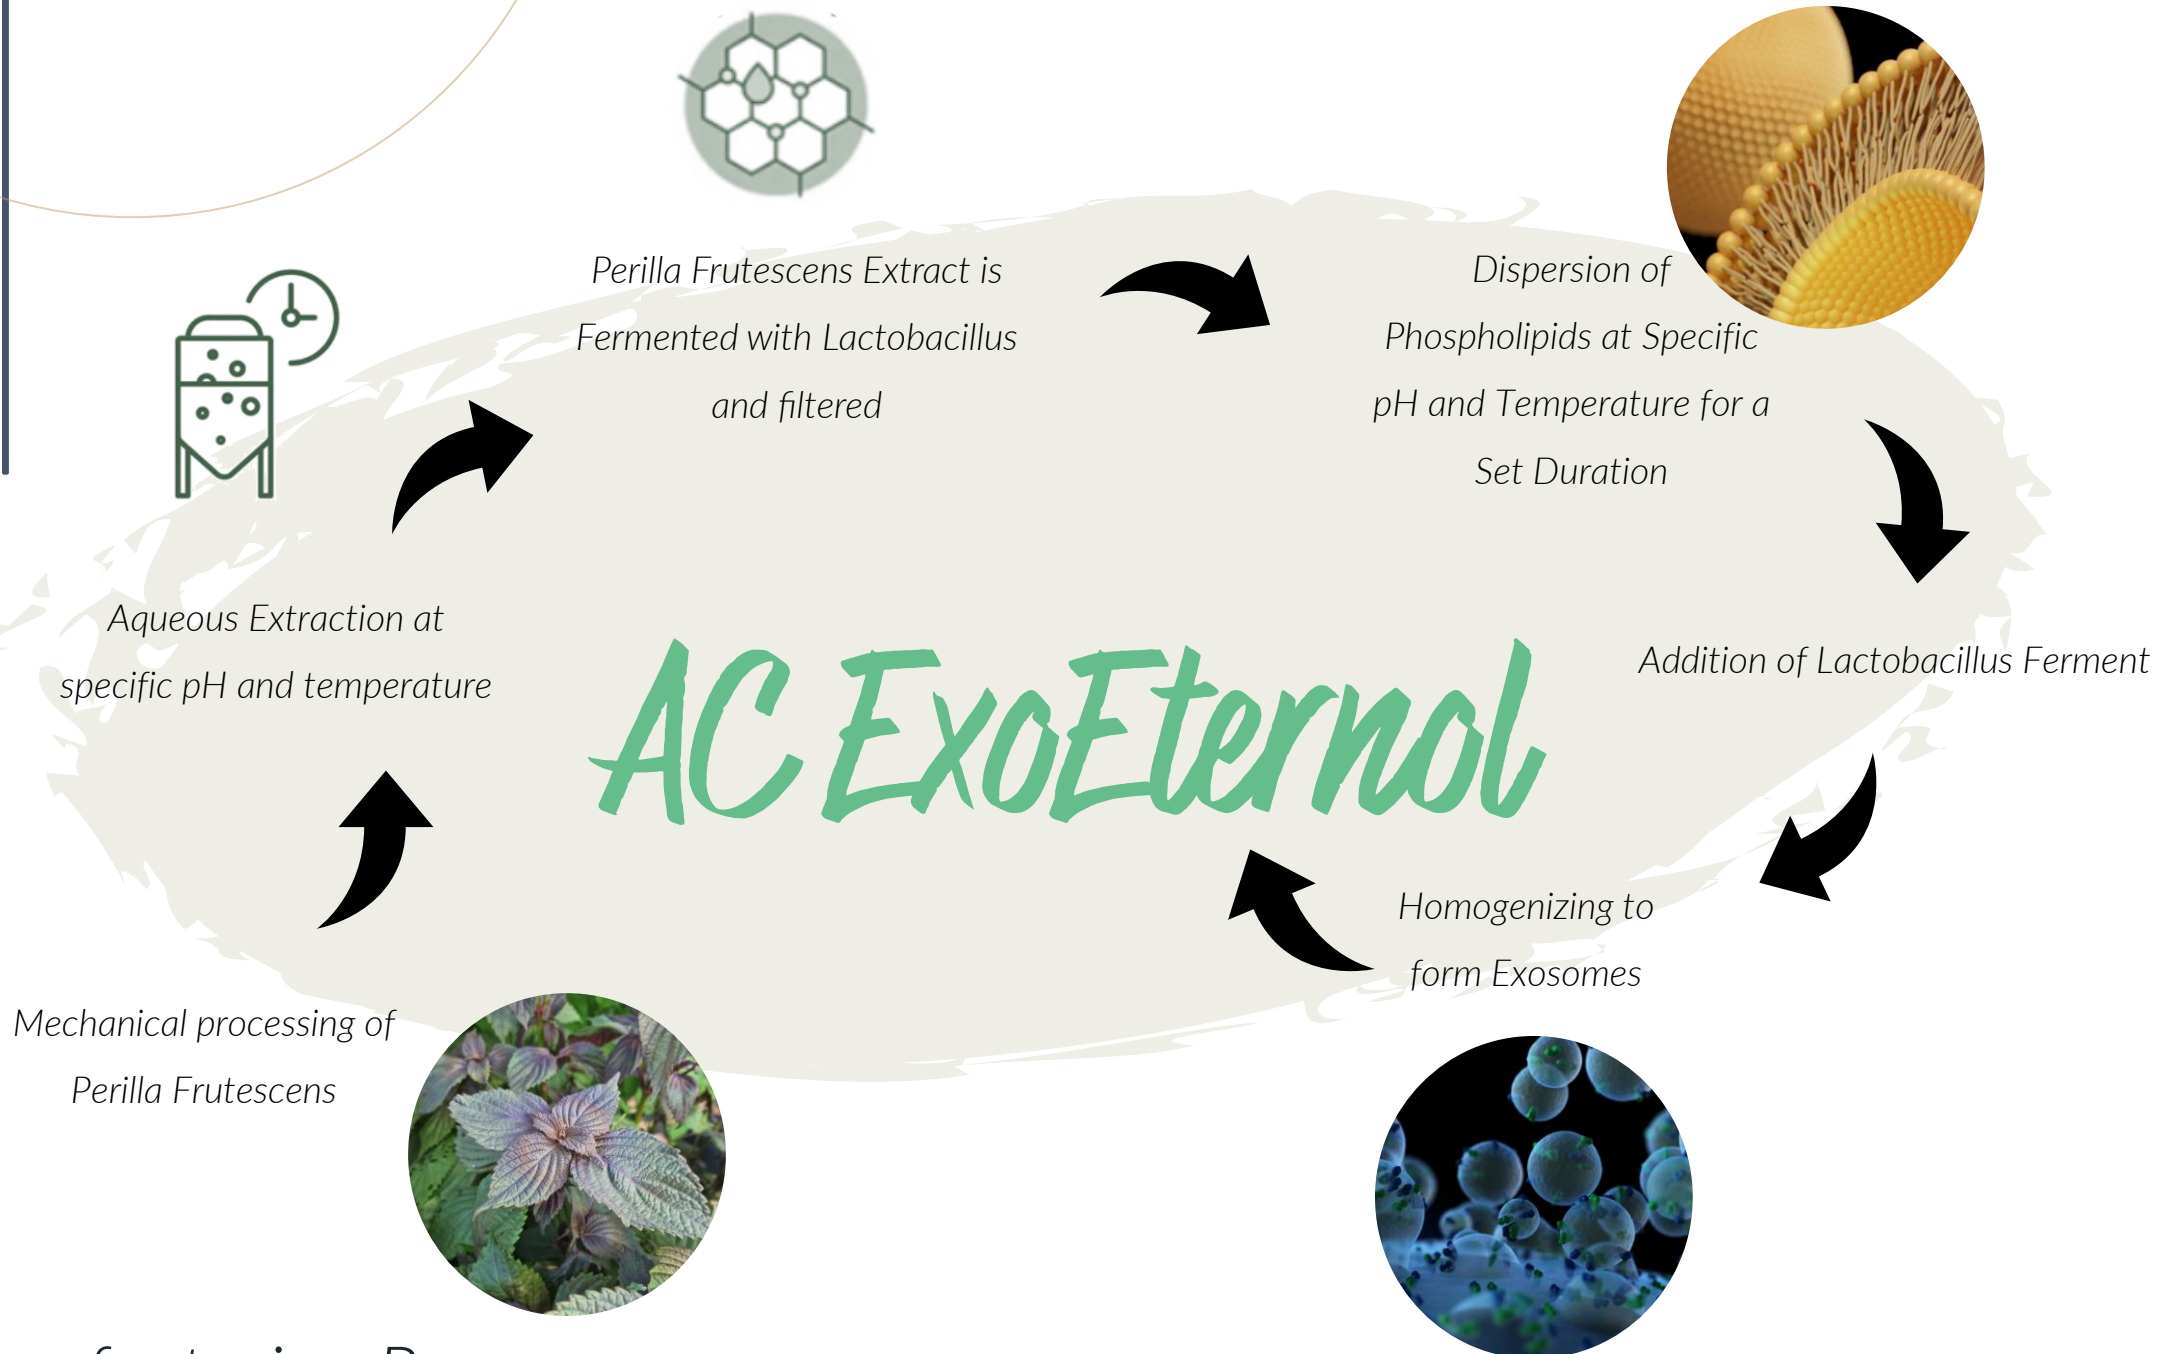 Perilla Frutescens Extract is
Fermented with Lactobacillus
and filtered
Dispersion of
Phospholipids at Specific
pH and Temperature for a
Set Duration
Aqueous Extraction at
specific pH and temperature
Addition of Lactobacillus Ferment
AC ExoEternal
Homogenizing to
form Exosomes
Mechanical processing of
Perilla Frutescens